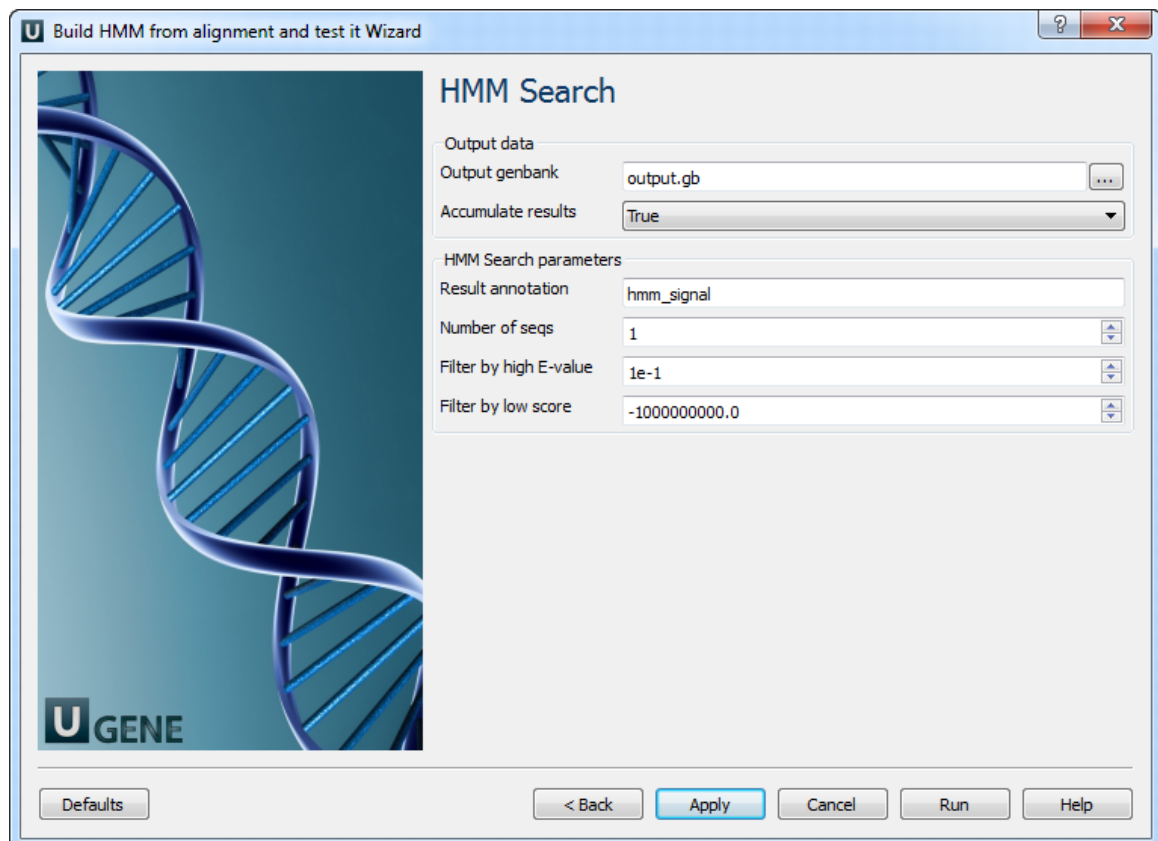 U Build HMM from alignment and test it Wizard ? X
HMM Search
Output data
Output genbank output.gb ...
Accumulate results True
HMM Search parameters
Result annotation hmm_signal
Number of seqs 1
Filter by high E-value 1e-1
Filter by low score -1000000000.0
U GENE
Defaults < Back Apply Cancel Run Help